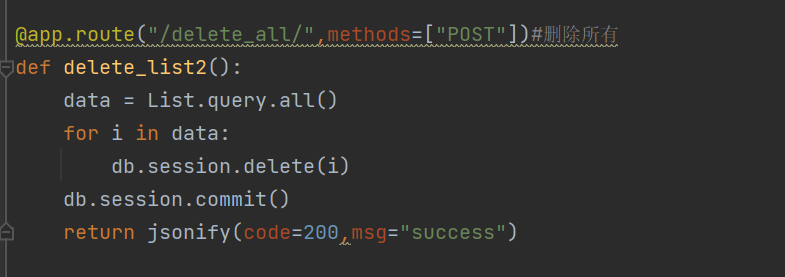 @app.route("/delete_all/",methods=["POST"])#删除所有
def delete_list2():
    data = List.query.all()
    for i in data:
        db.session.delete(i)
    db.session.commit()
    return jsonify(code=200,msg="success")